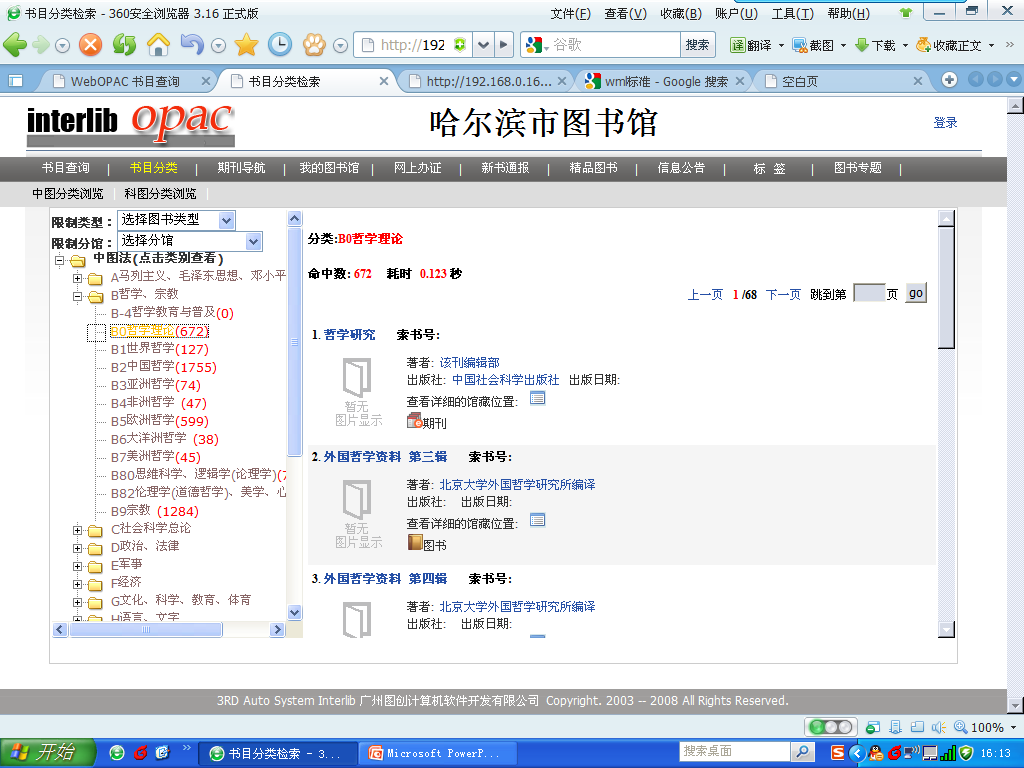 书目分类检索 - 360安全浏览器 3.16 正式版
文件(F) 查看(V) 收藏(B) 账户(U) 工具(T) 帮助(H)
http://192 谷歌 搜索 翻译 截图 下载 收藏正文 »
WebOPAC 书目查询 书目分类检索 http://192.168.0.16... wml标准 - Google 搜索 空白页
interlib opac 哈尔滨市图书馆 登录
书目查询 | 书目分类 | 期刊导航 | 我的图书馆 | 网上办证 | 新书通报 | 精品图书 | 信息公告 | 标 签 | 图书专题 |
中图分类浏览 科图分类浏览
限制类型： 选择图书类型
限制分馆： 选择分馆
中图法(点击类别查看)
A马列主义、毛泽东思想、邓小平
B哲学、宗教
B-4哲学教育与普及(0)
B0哲学理论(672)
B1世界哲学(127)
B2中国哲学(1755)
B3亚洲哲学(74)
B4非洲哲学 (47)
B5欧洲哲学(599)
B6大洋洲哲学 (38)
B7美洲哲学(45)
B80思维科学、逻辑学(论理学)(
B82伦理学(道德哲学)、美学、心
B9宗教 (1284)
C社会科学总论
D政治、法律
E军事
F经济
G文化、科学、教育、体育
H语言、文字
分类:B0哲学理论
命中数: 672 耗时 0.123 秒
上一页 1 /68 下一页 跳到第 页 go
1. 哲学研究 索书号:
著者: 该刊编辑部
出版社: 中国社会科学出版社 出版日期:
查看详细的馆藏位置:
暂无
图片显示
期刊
2. 外国哲学资料 第三辑 索书号:
著者: 北京大学外国哲学研究所编译
出版社: 出版日期:
查看详细的馆藏位置:
暂无
图片显示
图书
3. 外国哲学资料 第四辑 索书号:
著者: 北京大学外国哲学研究所编译
出版社: 出版日期:
3RD Auto System Interlib 广州图创计算机软件开发有限公司 Copyright. 2003 -- 2008 All Rights Reserved.
100%
开始 » 书目分类检索 - 3... Microsoft PowerP... 搜索桌面 16:13